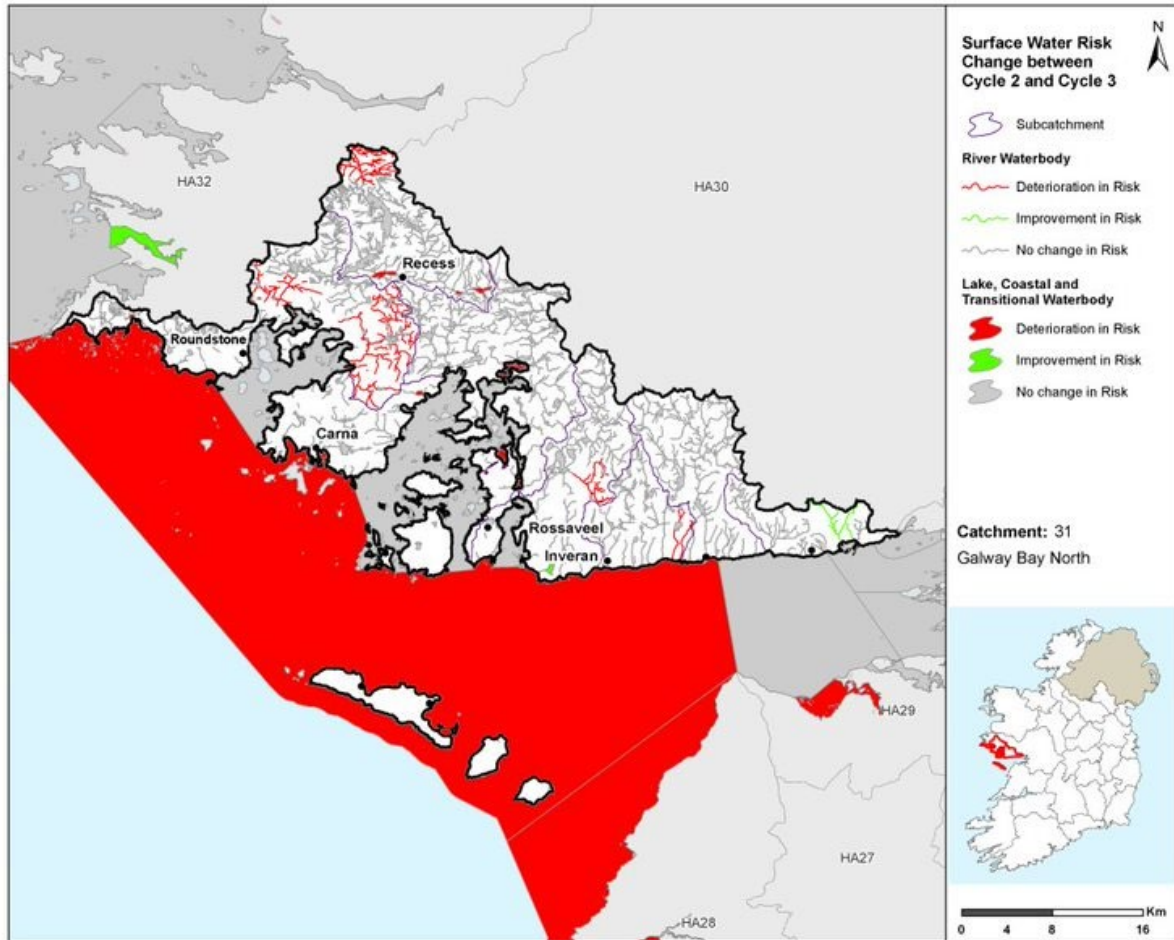 HA32
HA30
Recess
Roundstone
Carna
Rossaveel
Inveran
HA29
HA27
HA28
Surface Water Risk
Change between
Cycle 2 and Cycle 3
N
Subcatchment
River Waterbody
Deterioration in Risk
Improvement in Risk
No change in Risk
Lake, Coastal and
Transitional Waterbody
Deterioration in Risk
Improvement in Risk
No change in Risk
Catchment: 31
Galway Bay North
Km
0 4 8 16